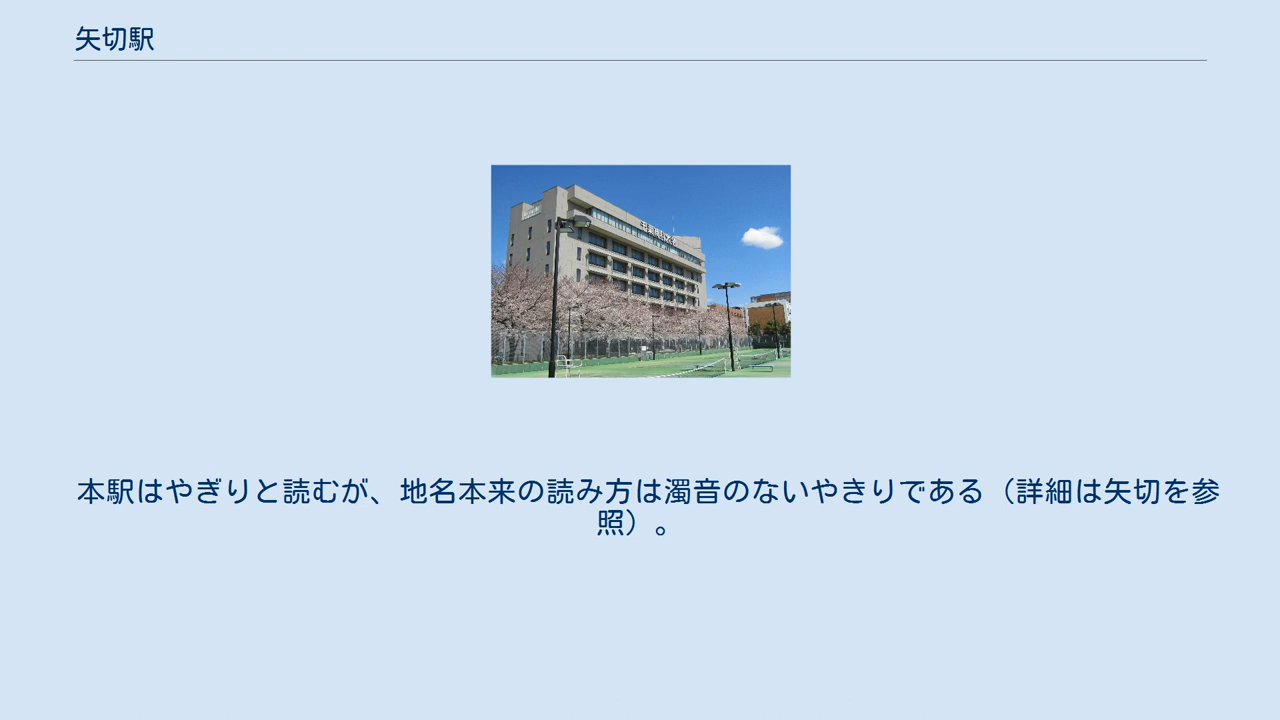 矢切駅
本駅はやぎりと読むが、地名本来の読み方は濁音のないやきりである（詳細は矢切を参
照）。